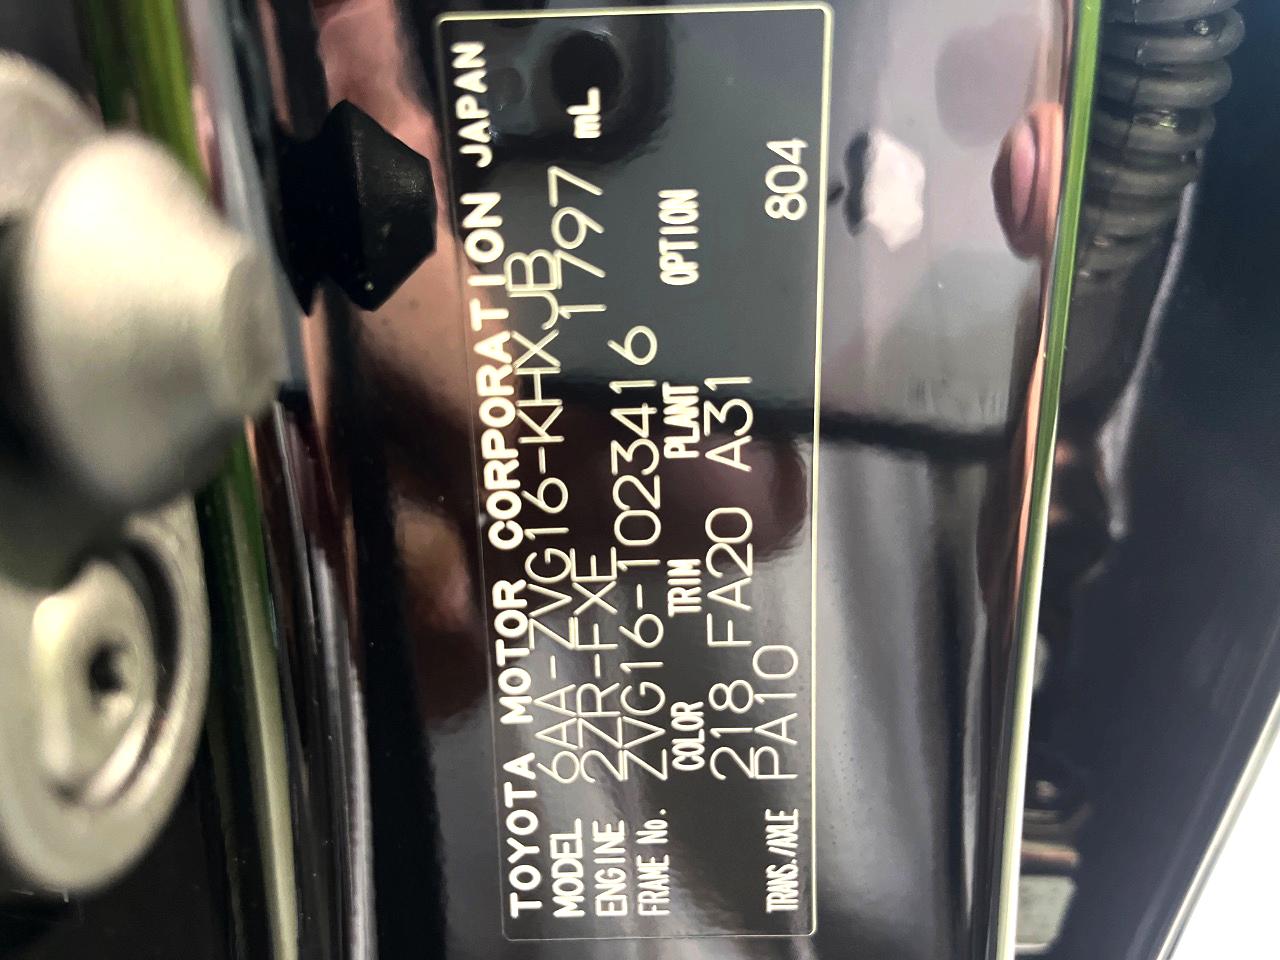 TOYOTA MOTOR CORPORATION JAPAN
MODEL 6AA-ZVG16-KHXJB
ENGINE 2ZR-FXE 1797 mL
FRAME No. ZVG16-1023416
COLOR TRIM PLANT OPTION
218 FA20 A31
TRANS./AXLE PA10 804